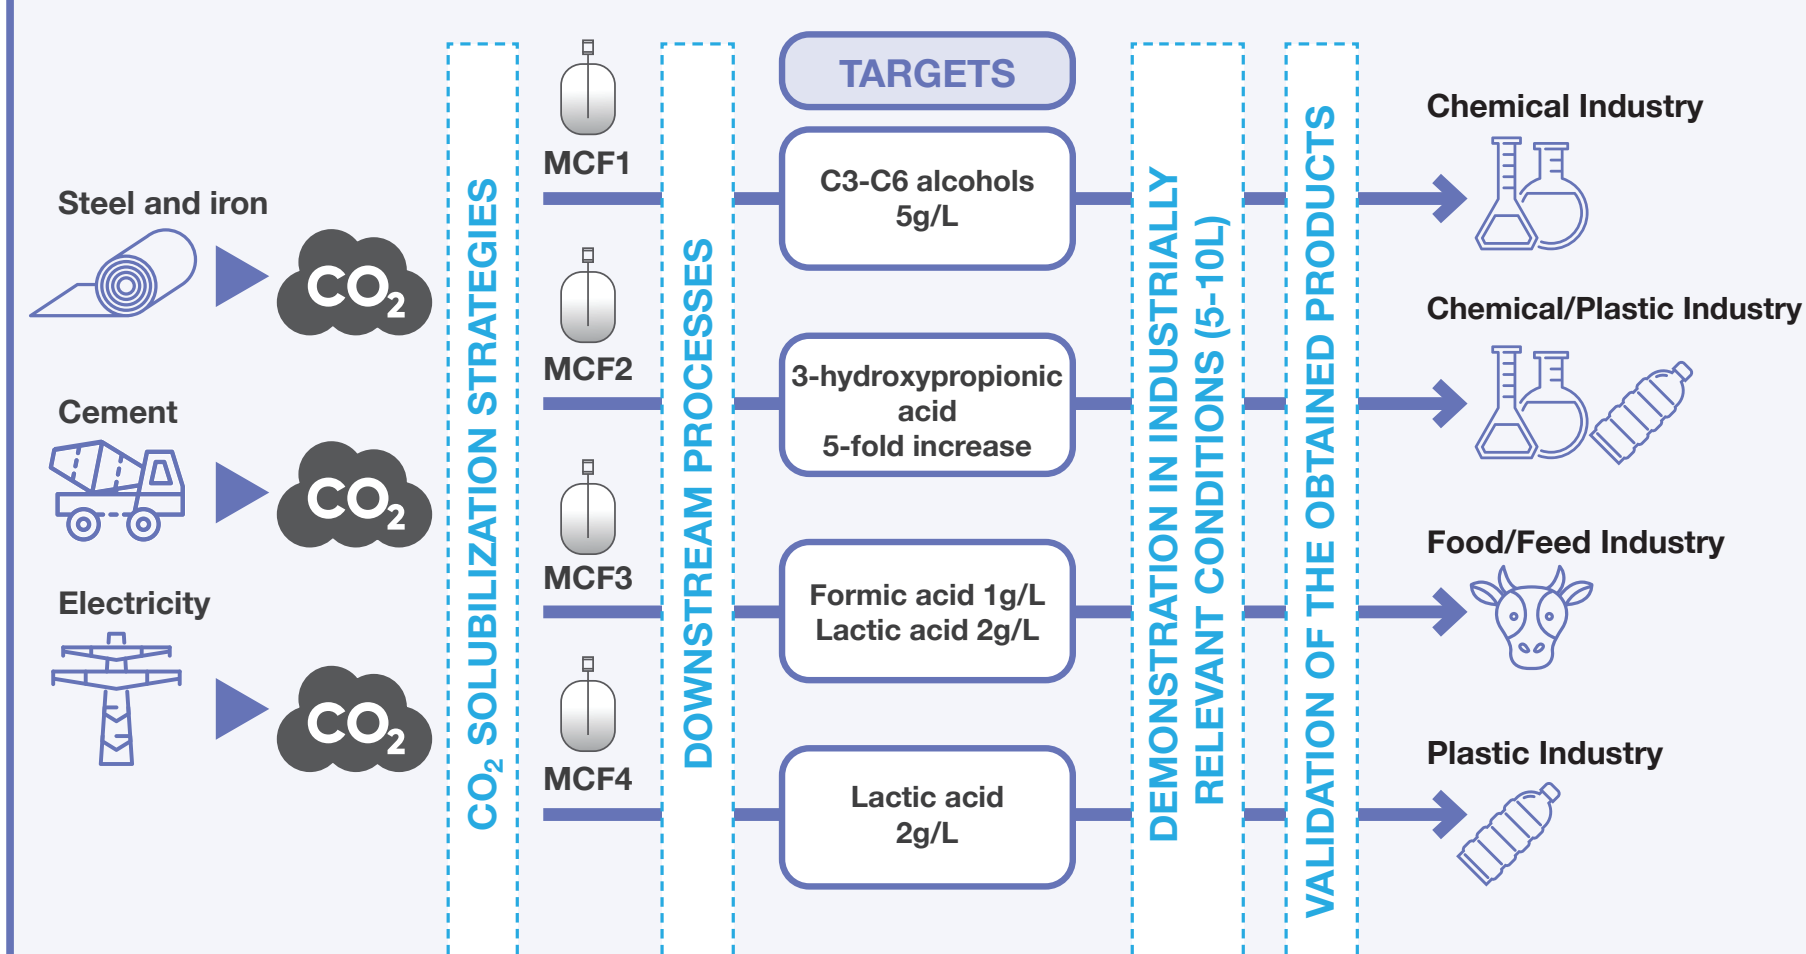 Steel and iron
CO2
Cement
CO2
Electricity
CO2
CO2 SOLUBILIZATION STRATEGIES
MCF1
MCF2
MCF3
MCF4
DOWNSTREAM PROCESSES
TARGETS
C3-C6 alcohols
5g/L
3-hydroxypropionic
acid
5-fold increase
Formic acid 1g/L
Lactic acid 2g/L
Lactic acid
2g/L
DEMONSTRATION IN INDUSTRIALLY
RELEVANT CONDITIONS (5-10L)
VALIDATION OF THE OBTAINED PRODUCTS
Chemical Industry
Chemical/Plastic Industry
Food/Feed Industry
Plastic Industry